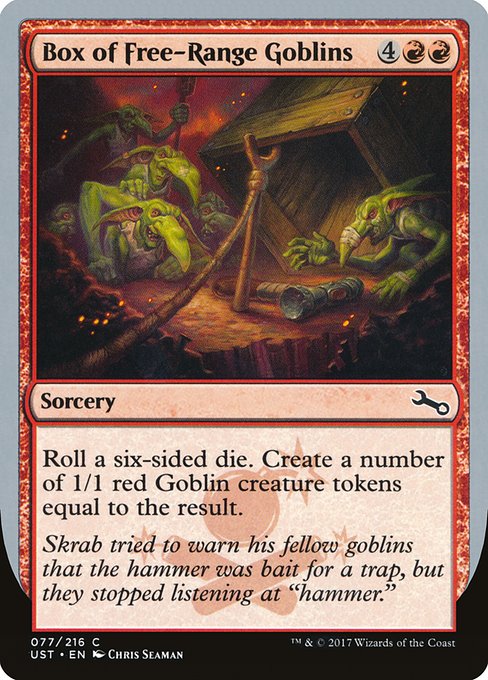 Box of Free-Range Goblins 4
Sorcery
Roll a six-sided die. Create a number
of 1/1 red Goblin creature tokens
equal to the result.
Skrab tried to warn his fellow goblins
that the hammer was bait for a trap, but
they stopped listening at “hammer.”
077/216 C
UST • EN Chris Seaman
™ & © 2017 Wizards of the Coast